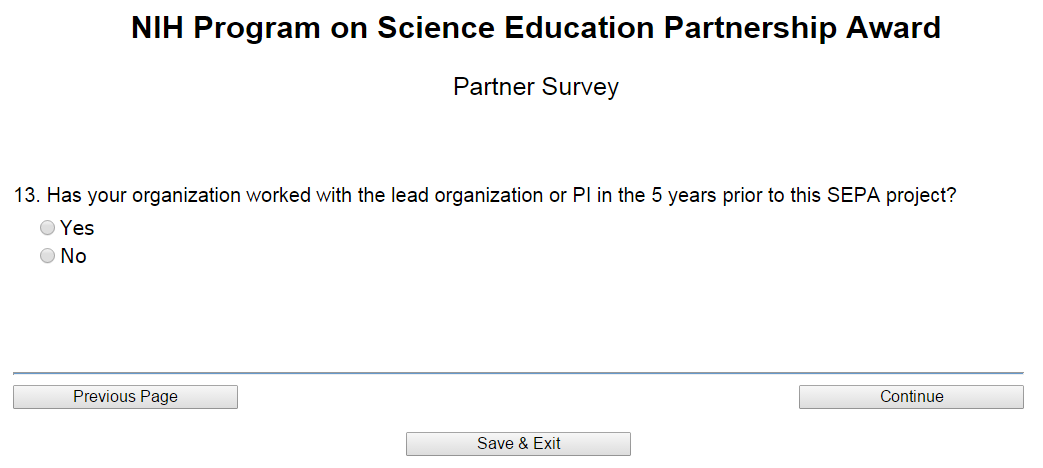 NIH Program on Science Education Partnership Award
Partner Survey
13. Has your organization worked with the lead organization or PI in the 5 years prior to this SEPA project?
Yes
No
Previous Page
Continue
Save & Exit